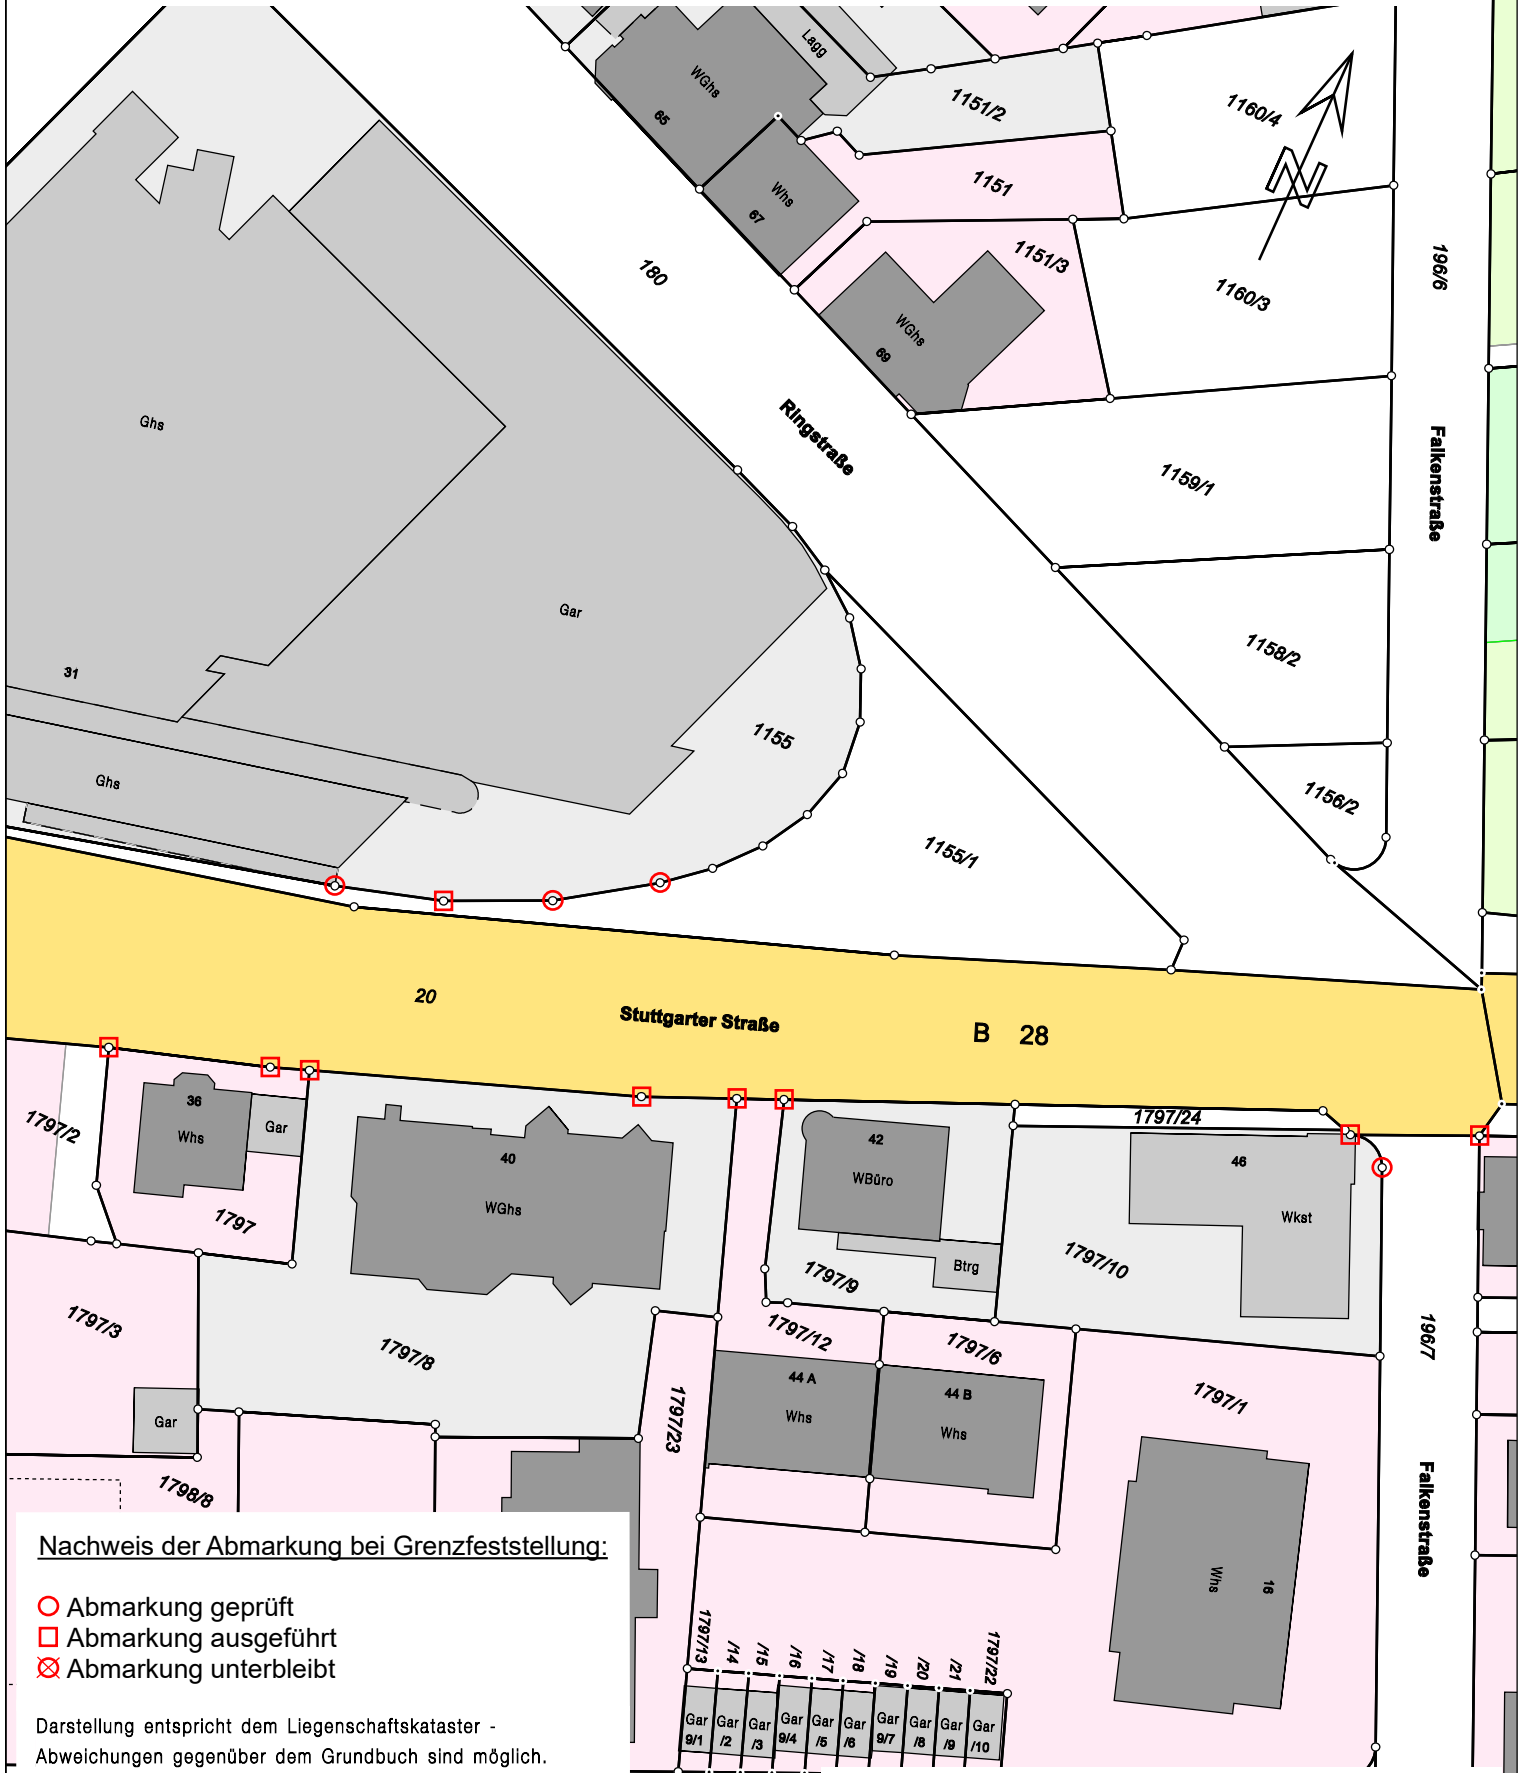 Lagg
WGhs
65
1151/2
1160/4
N
Whs
67
1151
1151/3
180
196/6
1160/3
WGhs
69
Ringstraße
Falkenstraße
Ghs
1159/1
Gar
31
1158/2
1155
Ghs
1156/2
1155/1
20
Stuttgarter Straße
B 28
1797/2
36
Whs
Gar
1797
40
WGhs
42
WBüro
1797/24
46
Wkst
1797/9
Btrg
1797/10
1797/3
1797/8
1797/12
1797/6
196/7
44 A
Whs
44 B
Whs
1797/1
1797/23
Gar
1798/8
Falkenstraße
Whs
16
Nachweis der Abmarkung bei Grenzfeststellung:
Abmarkung geprüft
Abmarkung ausgeführt
Abmarkung unterbleibt
Darstellung entspricht dem Liegenschaftskataster -
Abweichungen gegenüber dem Grundbuch sind möglich.
1797/13
/14
/15
/16
/17
/18
/19
/20
/21
1797/22
Gar
9/1
Gar
/2
Gar
/3
Gar
9/4
Gar
/5
Gar
/6
Gar
9/7
Gar
/8
Gar
/9
Gar
/10